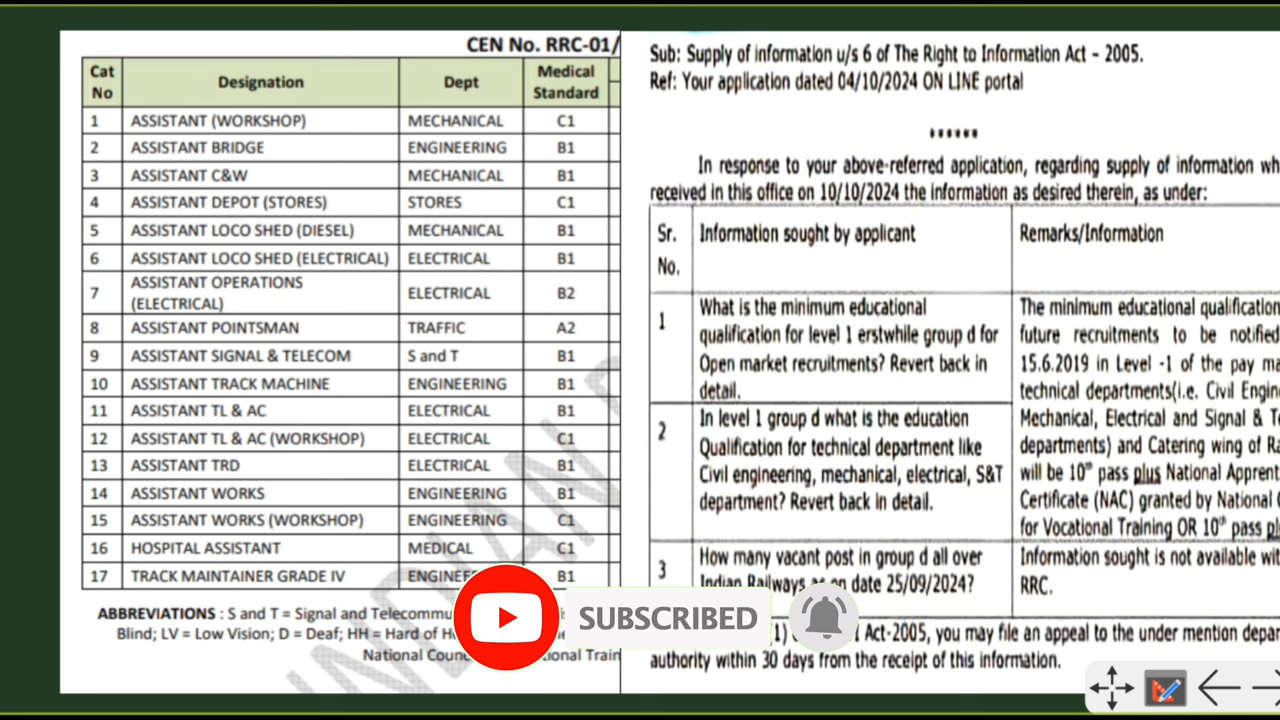 CEN No. RRC-01/
Cat No Designation Dept Medical Standard
1 ASSISTANT (WORKSHOP) MECHANICAL C1
2 ASSISTANT BRIDGE ENGINEERING B1
3 ASSISTANT C&W MECHANICAL B1
4 ASSISTANT DEPOT (STORES) STORES C1
5 ASSISTANT LOCO SHED (DIESEL) MECHANICAL B1
6 ASSISTANT LOCO SHED (ELECTRICAL) ELECTRICAL B1
7 ASSISTANT OPERATIONS (ELECTRICAL) ELECTRICAL B2
8 ASSISTANT POINTSMAN TRAFFIC A2
9 ASSISTANT SIGNAL & TELECOM S and T B1
10 ASSISTANT TRACK MACHINE ENGINEERING B1
11 ASSISTANT TL & AC ELECTRICAL B1
12 ASSISTANT TL & AC (WORKSHOP) ELECTRICAL C1
13 ASSISTANT TRD ELECTRICAL B1
14 ASSISTANT WORKS ENGINEERING B1
15 ASSISTANT WORKS (WORKSHOP) ENGINEERING C1
16 HOSPITAL ASSISTANT MEDICAL C1
17 TRACK MAINTAINER GRADE IV B1
ABBREVIATIONS : S and T = Signal and
Blind; LV = Low Vision; D = Deaf; HH = Hard of
National
INDIAN
Sub: Supply of information u/s 6 of The Right to Information Act – 2005.
Ref: Your application dated 04/10/2024 ON LINE portal
******
In response to your above-referred application, regarding supply of information
received in this office on 10/10/2024 the information as desired therein, as under:
Sr. No. Information sought by applicant Remarks/Information
1 What is the minimum educational
qualification for level 1 erstwhile group d for
Open market recruitments? Revert back in
detail.
2 In level 1 group d what is the education
Qualification for technical department like
Civil engineering, mechanical, electrical, S&T
department? Revert back in detail.
The minimum educational qualification
future recruitments to be notified
15.6.2019 in Level -1 of the pay
technical departments(i.e. Civil
Mechanical, Electrical and Signal &
departments) and Catering wing of
will be 10th pass plus National
Certificate (NAC) granted by National
for Vocational Training OR 10th pass
3 How many vacant post in group d all over
Indian Railways as on date 25/09/2024?
Information sought is not available
RRC.
Act-2005, you may file an appeal to the under mention
authority within 30 days from the receipt of this information.
SUBSCRIBED